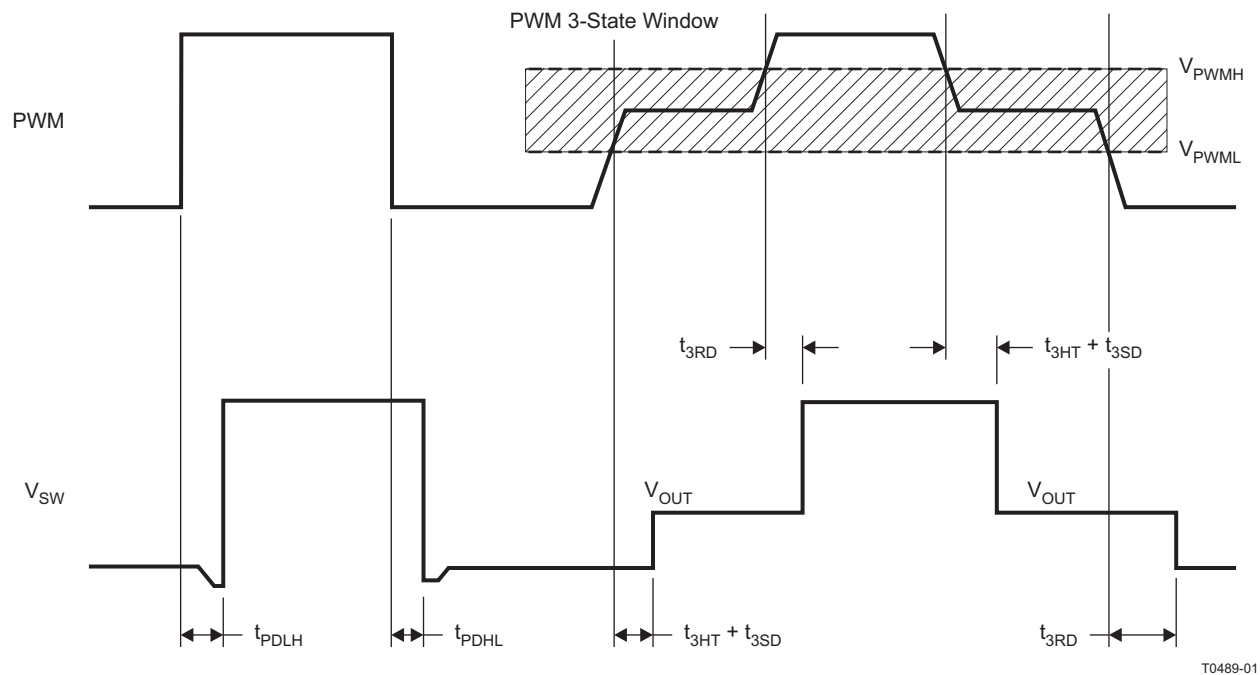 PWM 3-State Window
V_PWMH
PWM
V_PWML
t_3RD
t_3HT + t_3SD
V_SW
V_OUT
V_OUT
t_PDLH
t_PDHL
t_3HT + t_3SD
t_3RD
T0489-01